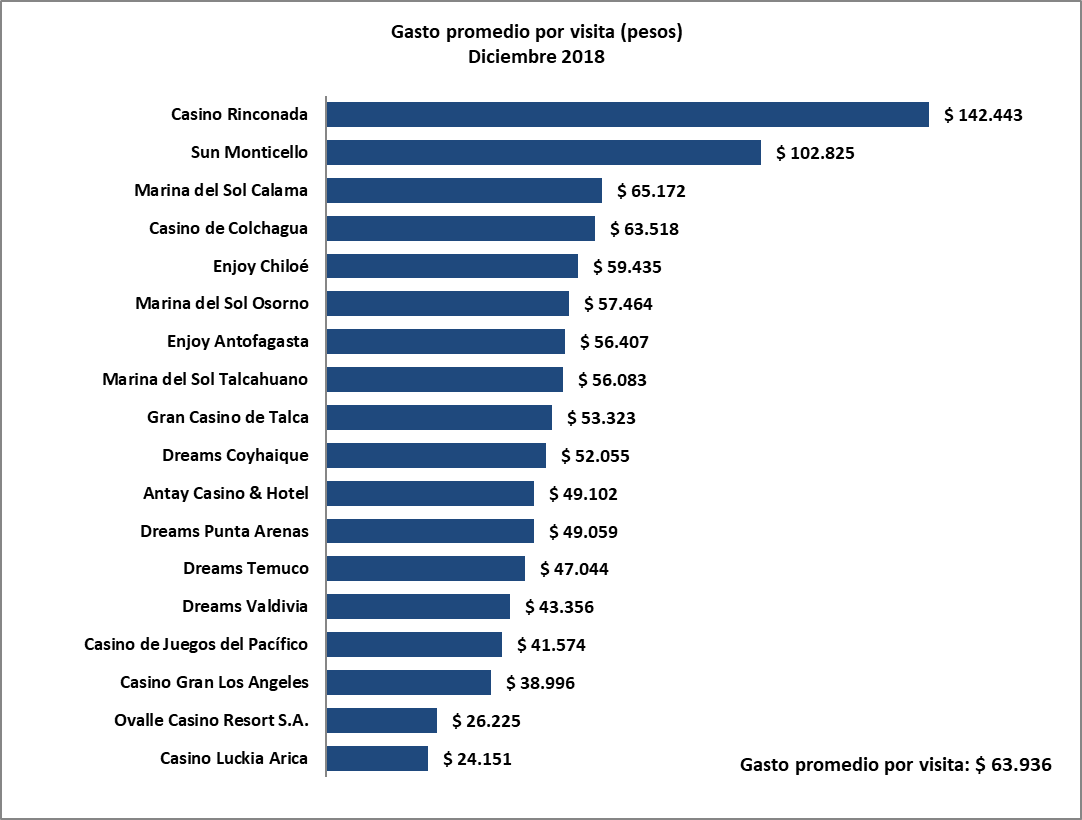 Gasto promedio por visita (pesos)
Diciembre 2018
Casino Rinconada $ 142.443
Sun Monticello $ 102.825
Marina del Sol Calama $ 65.172
Casino de Colchagua $ 63.518
Enjoy Chiloé $ 59.435
Marina del Sol Osorno $ 57.464
Enjoy Antofagasta $ 56.407
Marina del Sol Talcahuano $ 56.083
Gran Casino de Talca $ 53.323
Dreams Coyhaique $ 52.055
Antay Casino & Hotel $ 49.102
Dreams Punta Arenas $ 49.059
Dreams Temuco $ 47.044
Dreams Valdivia $ 43.356
Casino de Juegos del Pacífico $ 41.574
Casino Gran Los Angeles $ 38.996
Ovalle Casino Resort S.A. $ 26.225
Casino Luckia Arica $ 24.151
Gasto promedio por visita: $ 63.936